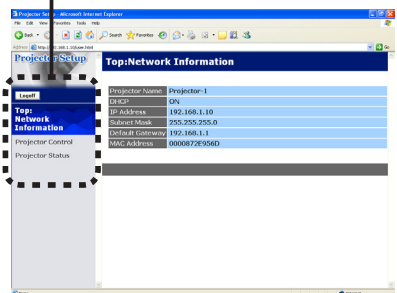 Projector Setup - Microsoft Internet Explorer
File Edit View Favorites Tools Help
Back Search Favorites
Address Go
Projector Setup
Top:Network Information
Logoff
Top:
Network
Information
Projector Control
Projector Status
Projector Name Projector-1
DHCP ON
IP Address 192.168.1.10
Subnet Mask 255.255.255.0
Default Gateway 192.168.1.1
MAC Address 0000872E956D